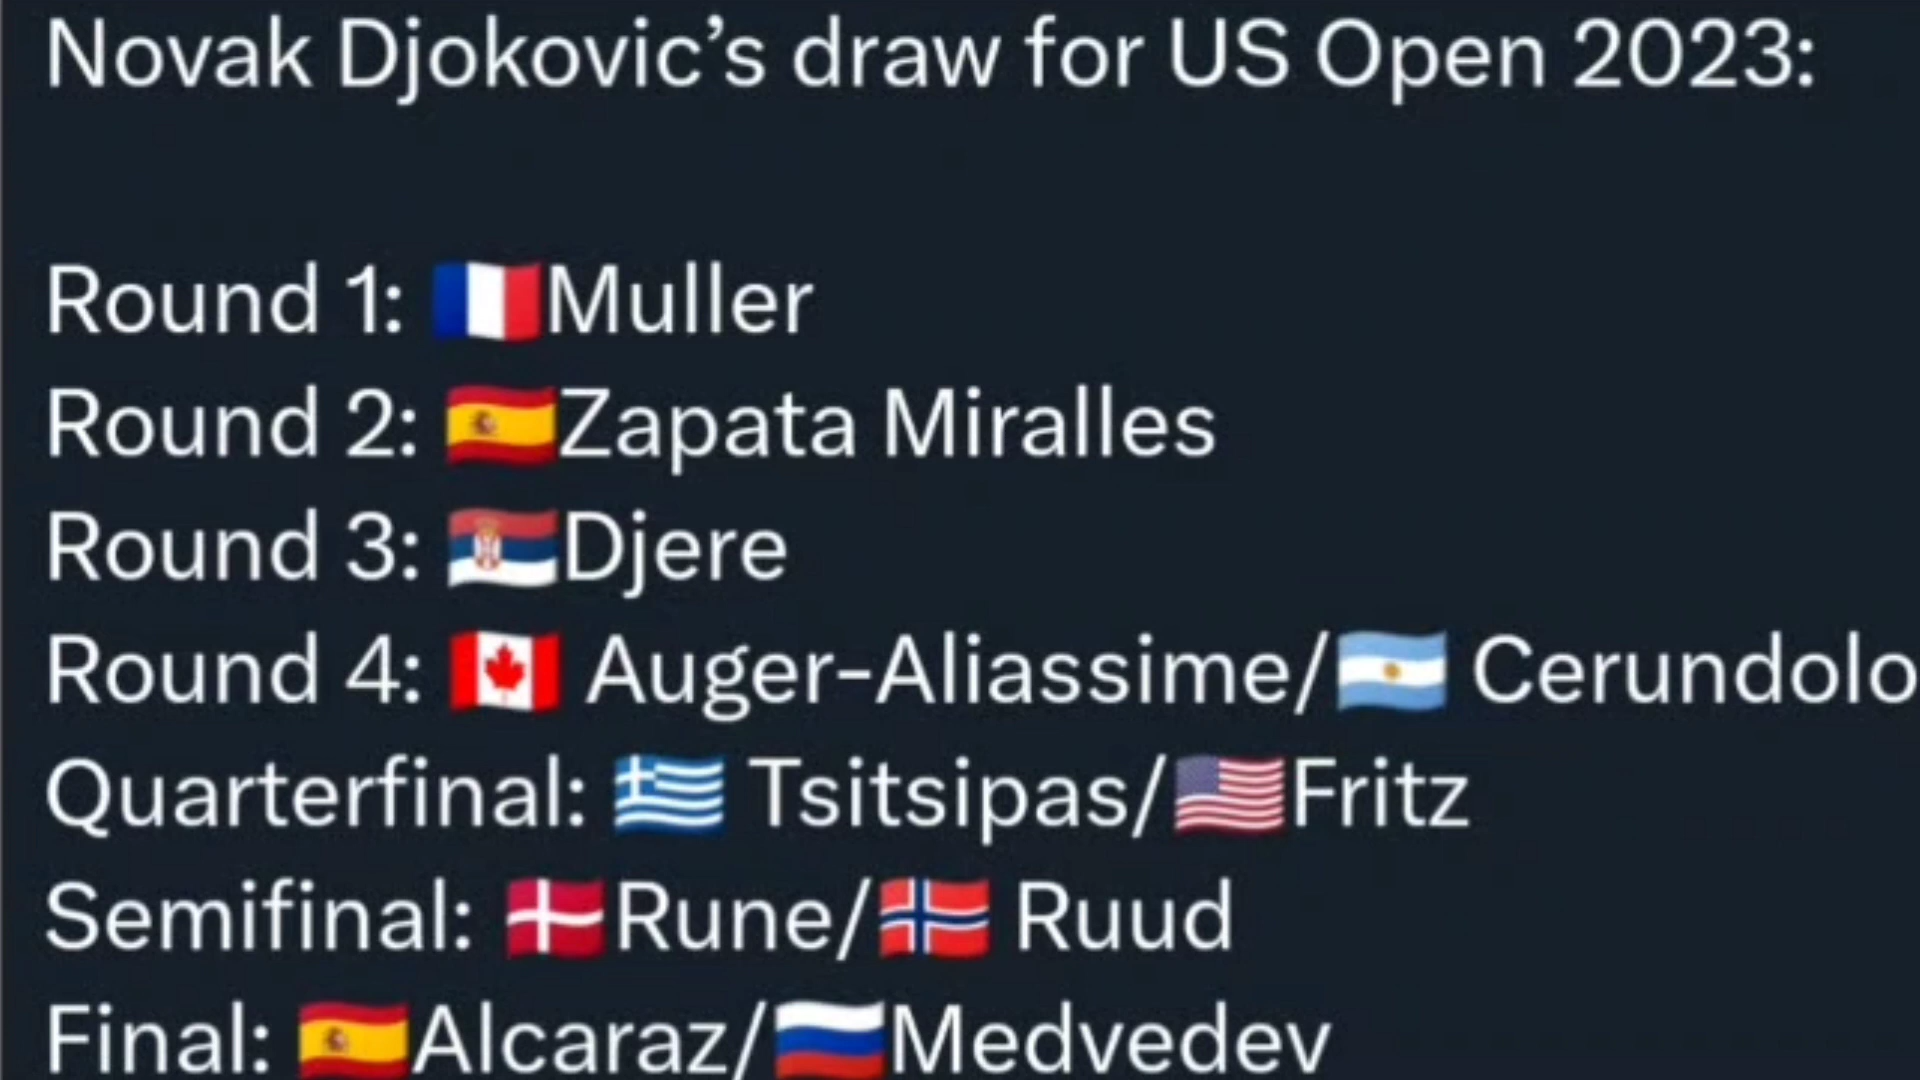 Novak Djokovic’s draw for US Open 2023:
Round 1: 🇫🇷Muller
Round 2: 🇪🇸Zapata Miralles
Round 3: 🇷🇸Djere
Round 4: 🇨🇦 Auger-Aliassime/🇦🇷 Cerundolo
Quarterfinal: 🇬🇷 Tsitsipas/🇺🇸Fritz
Semifinal: 🇩🇰Rune/🇳🇴 Ruud
Final: 🇪🇸Alcaraz/🇷🇺Medvedev